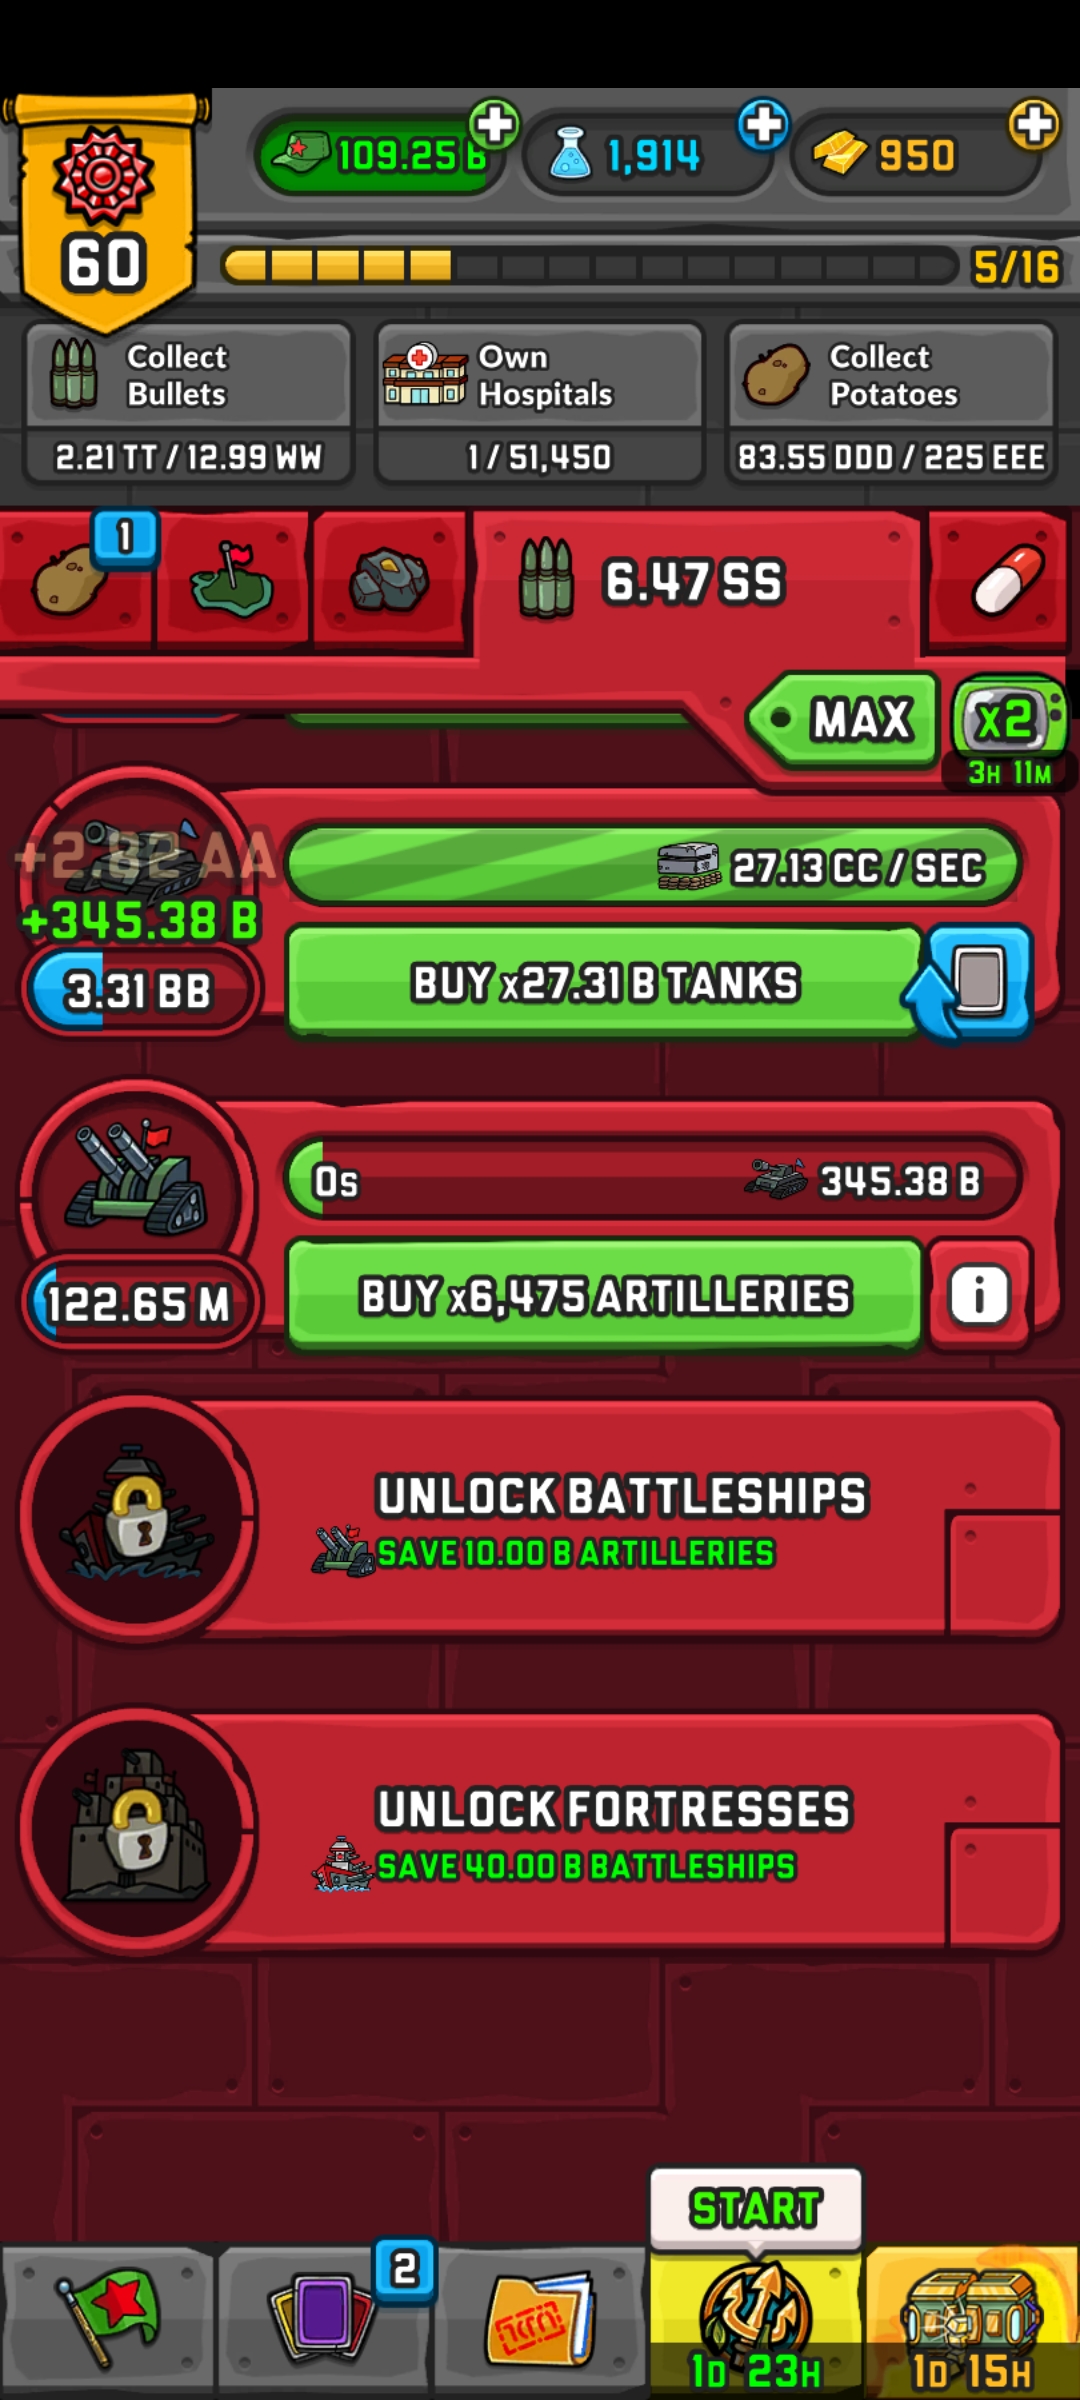 60
109.25 B
1,914
950
5/16
Collect
Bullets
2.21 TT / 12.99 WW
Own
Hospitals
1 / 51,450
Collect
Potatoes
83.55 DDD / 225 EEE
1
6.47 SS
MAX
x2
3H 11M
+2.82 AA
+345.38 B
27.13 CC / SEC
3.31 BB
BUY x27.31 B TANKS
0s
345.38 B
122.65 M
BUY x6,475 ARTILLERIES
i
UNLOCK BATTLESHIPS
SAVE 10.00 B ARTILLERIES
UNLOCK FORTRESSES
SAVE 40.00 B BATTLESHIPS
START
2
1D 23H
1D 15H